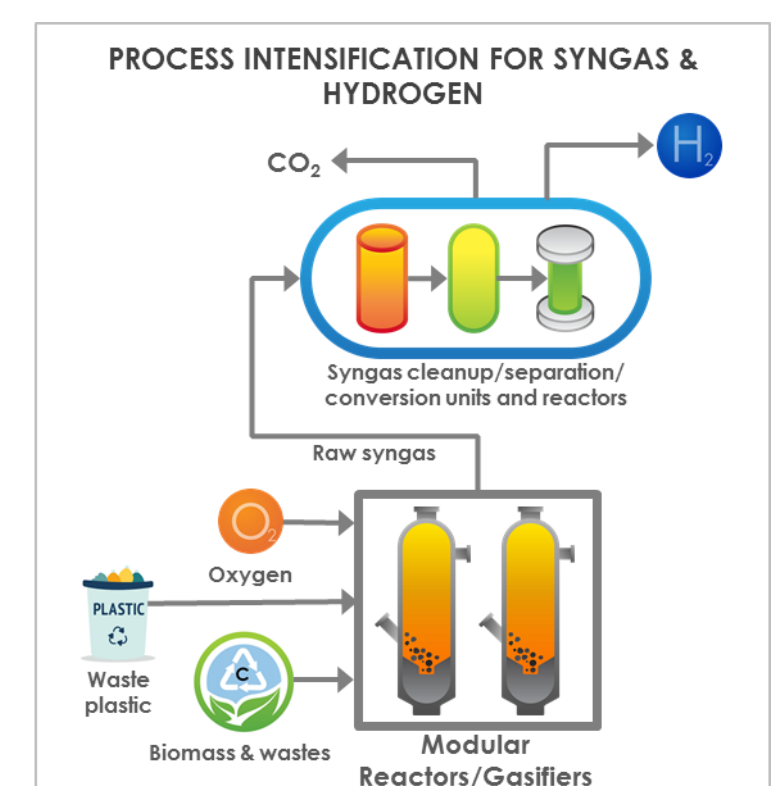 PROCESS INTENSIFICATION FOR SYNGAS &
HYDROGEN
CO₂
H₂
Syngas cleanup/separation/
conversion units and reactors
Raw syngas
O₂
Oxygen
PLASTIC
Waste
plastic
C
Biomass & wastes
Modular
Reactors/Gasifiers